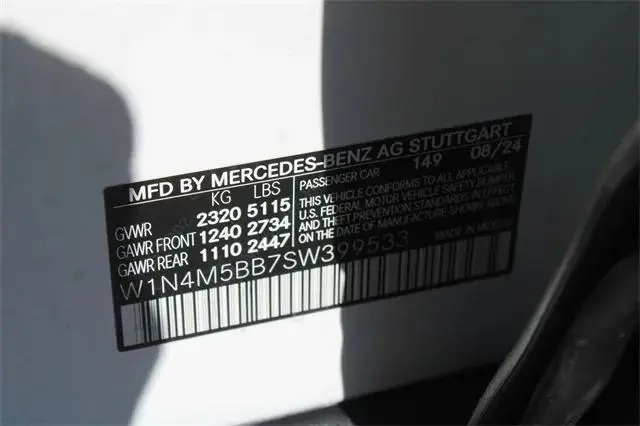 MFD BY MERCEDES-BENZ AG STUTTGART
KG LBS
GVWR 2320 5115
GAWR FRONT 1240 2734
GAWR REAR 1110 2447
PASSENGER CAR 149 08/24
THIS VEHICLE CONFORMS TO ALL APPLICABLE
U.S. FEDERAL MOTOR VEHICLE SAFETY, BUMPER,
AND THEFT PREVENTION STANDARDS IN EFFECT
ON THE DATE OF MANUFACTURE SHOWN ABOVE
W1N4M5BB7SW399533
MADE IN MEXICO